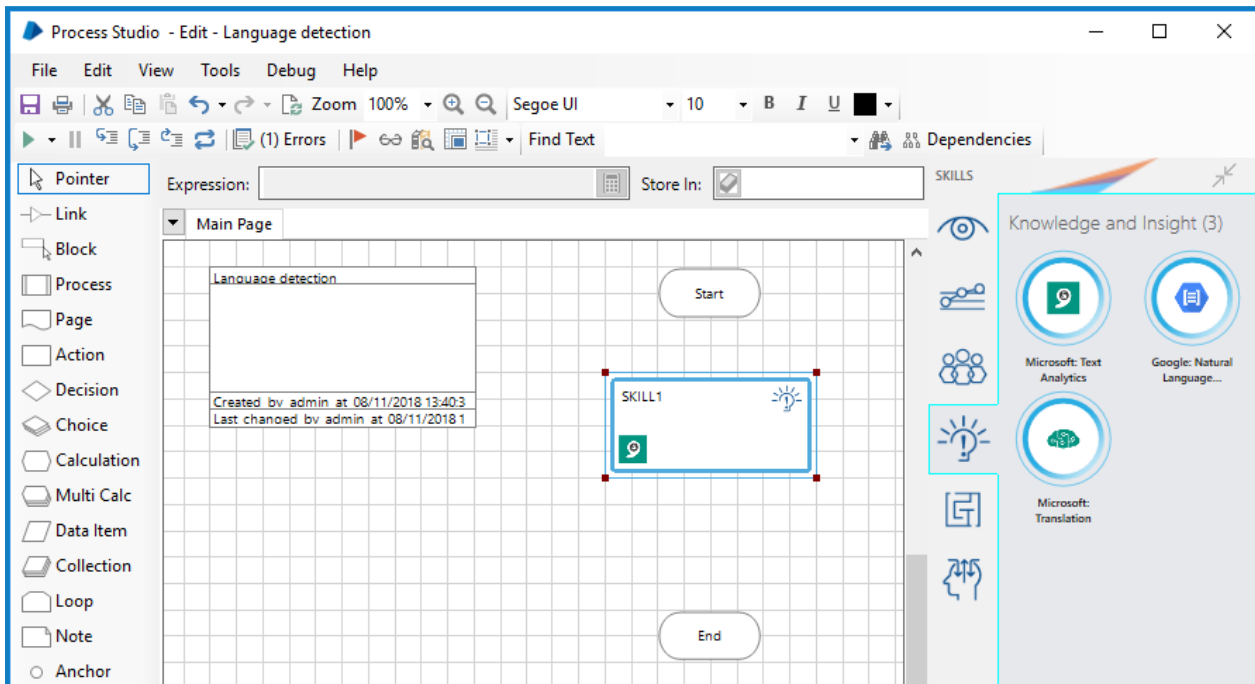 Process Studio - Edit - Language detection
File Edit View Tools Debug Help
Zoom 100% Segoe UI 10 B I U
(1) Errors Find Text Dependencies
Pointer
Link
Block
Process
Page
Action
Decision
Choice
Calculation
Multi Calc
Data Item
Collection
Loop
Note
Anchor
Expression: Store In:
Main Page
Language detection
Created by admin at 08/11/2018 13:40:3
Last changed by admin at 08/11/2018 1
Start
SKILL1
End
SKILLS
Knowledge and Insight (3)
Microsoft: Text
Analytics
Google: Natural
Language...
Microsoft:
Translation